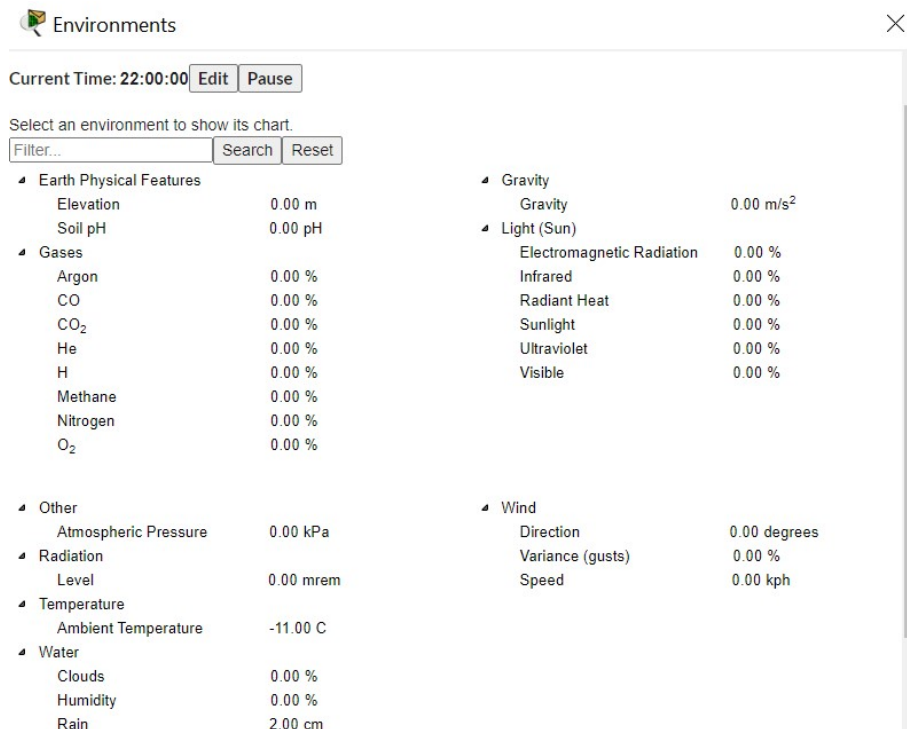 Environments
Current Time: 22:00:00 Edit Pause
Select an environment to show its chart.
Filter... Search Reset
Earth Physical Features
Elevation 0.00 m
Soil pH 0.00 pH
Gases
Argon 0.00 %
CO 0.00 %
CO₂ 0.00 %
He 0.00 %
H 0.00 %
Methane 0.00 %
Nitrogen 0.00 %
O₂ 0.00 %
Gravity
Gravity 0.00 m/s²
Light (Sun)
Electromagnetic Radiation 0.00 %
Infrared 0.00 %
Radiant Heat 0.00 %
Sunlight 0.00 %
Ultraviolet 0.00 %
Visible 0.00 %
Other
Atmospheric Pressure 0.00 kPa
Radiation
Level 0.00 mrem
Temperature
Ambient Temperature -11.00 C
Water
Clouds 0.00 %
Humidity 0.00 %
Rain 2.00 cm
Wind
Direction 0.00 degrees
Variance (gusts) 0.00 %
Speed 0.00 kph